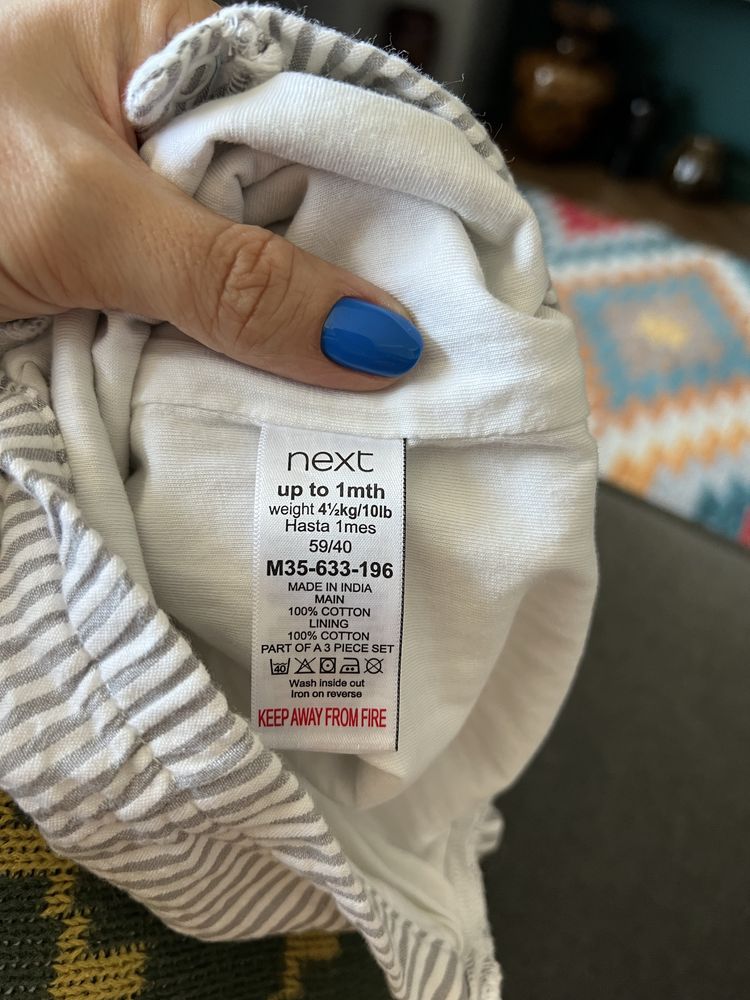 next
up to 1mth
weight 4½kg/10lb
Hasta 1mes
59/40
M35-633-196
MADE IN INDIA
MAIN
100% COTTON
LINING
100% COTTON
PART OF A 3 PIECE SET
40
Wash inside out
Iron on reverse
KEEP AWAY FROM FIRE